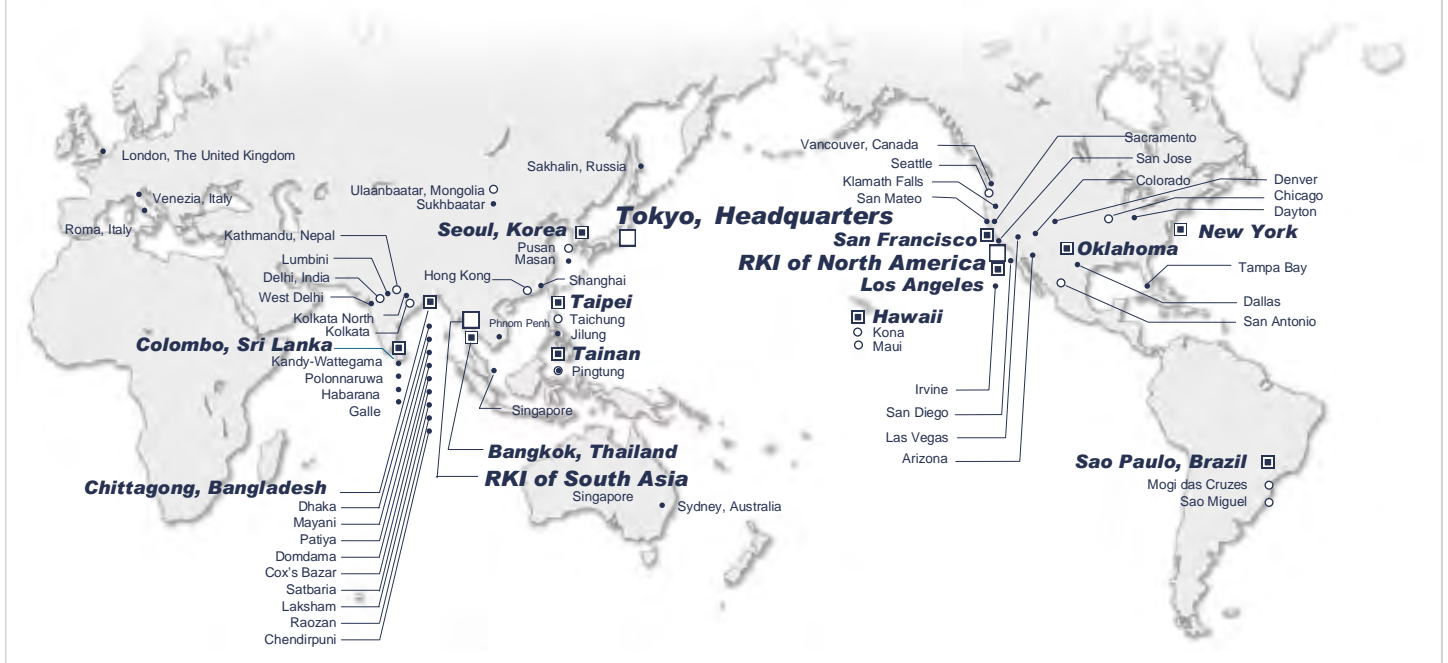 London, The United Kingdom
Venezia, Italy
Roma, Italy
Sakhalin, Russia
Ulaanbaatar, Mongolia
Sukhbaatar
Tokyo, Headquarters
Seoul, Korea
Pusan
Masan
Kathmandu, Nepal
Lumbini
Delhi, India
West Delhi
Kolkata North
Kolkata
Hong Kong
Shanghai
Taipei
Taichung
Jilung
Tainan
Pingtung
Phnom Penh
Singapore
Colombo, Sri Lanka
Kandy-Wattegama
Polonnaruwa
Habarana
Galle
Bangkok, Thailand
RKI of South Asia
Singapore
Sydney, Australia
Chittagong, Bangladesh
Dhaka
Mayani
Patiya
Domdama
Cox's Bazar
Satbaria
Laksham
Raozan
Chendirpuni
Vancouver, Canada
Seattle
Klamath Falls
San Mateo
San Francisco
RKI of North America
Los Angeles
Hawaii
Kona
Maui
Irvine
San Diego
Las Vegas
Arizona
Sacramento
San Jose
Colorado
Denver
Chicago
Dayton
New York
Oklahoma
Tampa Bay
Dallas
San Antonio
Sao Paulo, Brazil
Mogi das Cruzes
Sao Miguel